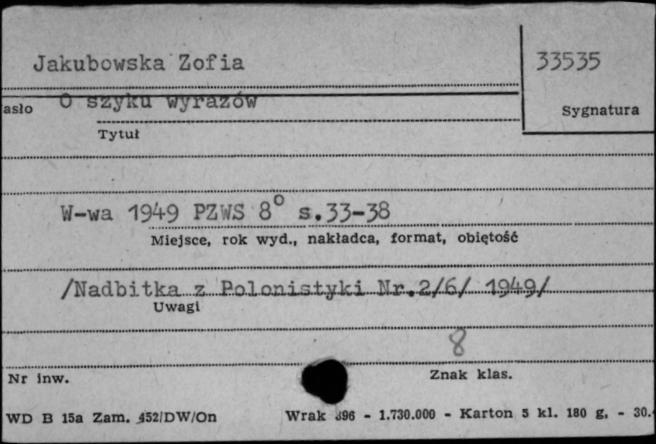 Jakubowska Zofia
33535
asło O szyku wyrazów
Sygnatura
Tytuł
W-wa 1949 PZWS 8° s.33-38
Miejsce, rok wyd., nakładca, format, obiętość
/Nadbitka z Polonistyki Nr.2/6/ 1949/
Uwagi
8
Nr inw.
Znak klas.
WD B 15a Zam. 452/DW/On Wrak 896 - 1.730.000 - Karton 5 kl. 180 g. - 30.